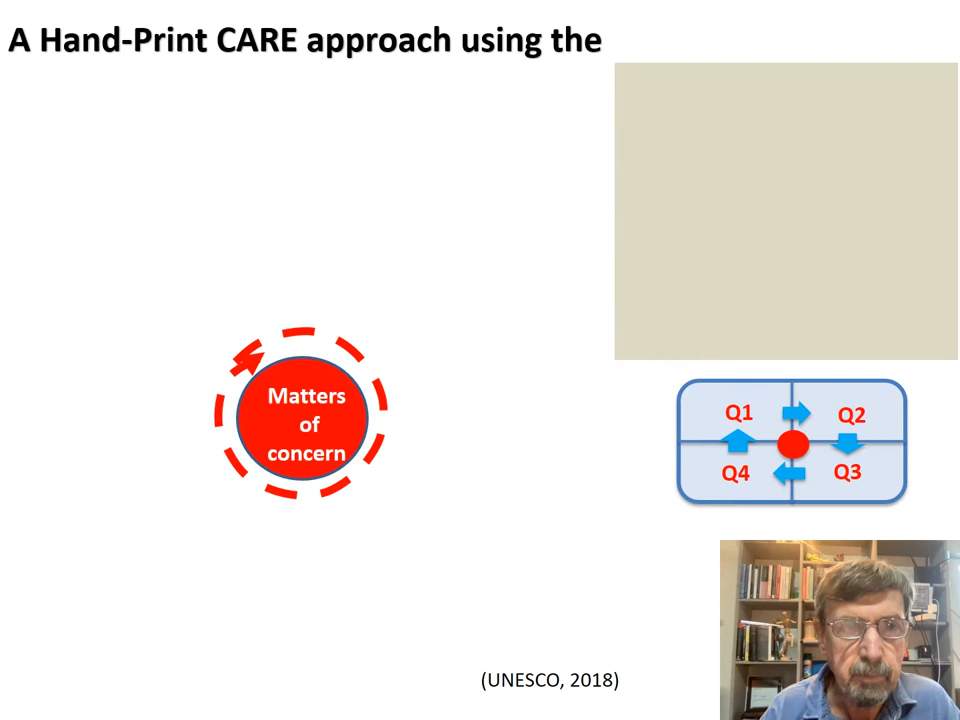 A Hand-Print CARE approach using the
Matters
of
concern
Q1
Q2
Q4
Q3
(UNESCO, 2018)